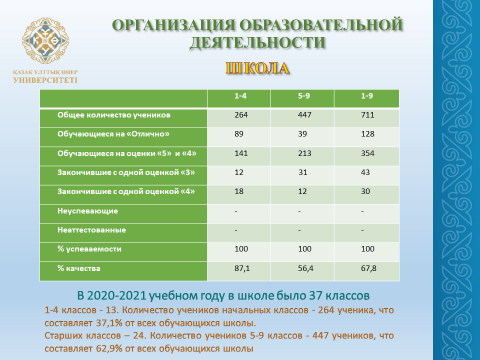 ОРГАНИЗАЦИЯ ОБРАЗОВАТЕЛЬНОЙ
ДЕЯТЕЛЬНОСТИ
ҚАЗАҚ ҰЛТТЫҚ ӨНЕР
УНИВЕРСИТЕТІ
ШКОЛА
1-4 5-9 1-9
Общее количество учеников 264 447 711
Обучающиеся на «Отлично» 89 39 128
Обучающиеся на оценки «5» и «4» 141 213 354
Закончившие с одной оценкой «3» 12 31 43
Закончившие с одной оценкой «4» 18 12 30
Неуспевающие - - -
Неаттестованные - - -
% успеваемости 100 100 100
% качества 87,1 56,4 67,8
В 2020-2021 учебном году в школе было 37 классов
1-4 классов - 13. Количество учеников начальных классов - 264 ученика, что
составляет 37,1% от всех обучающихся школы.
Старших классов – 24. Количество учеников 5-9 классов - 447 учеников, что
составляет 62,9% от всех обучающихся школы